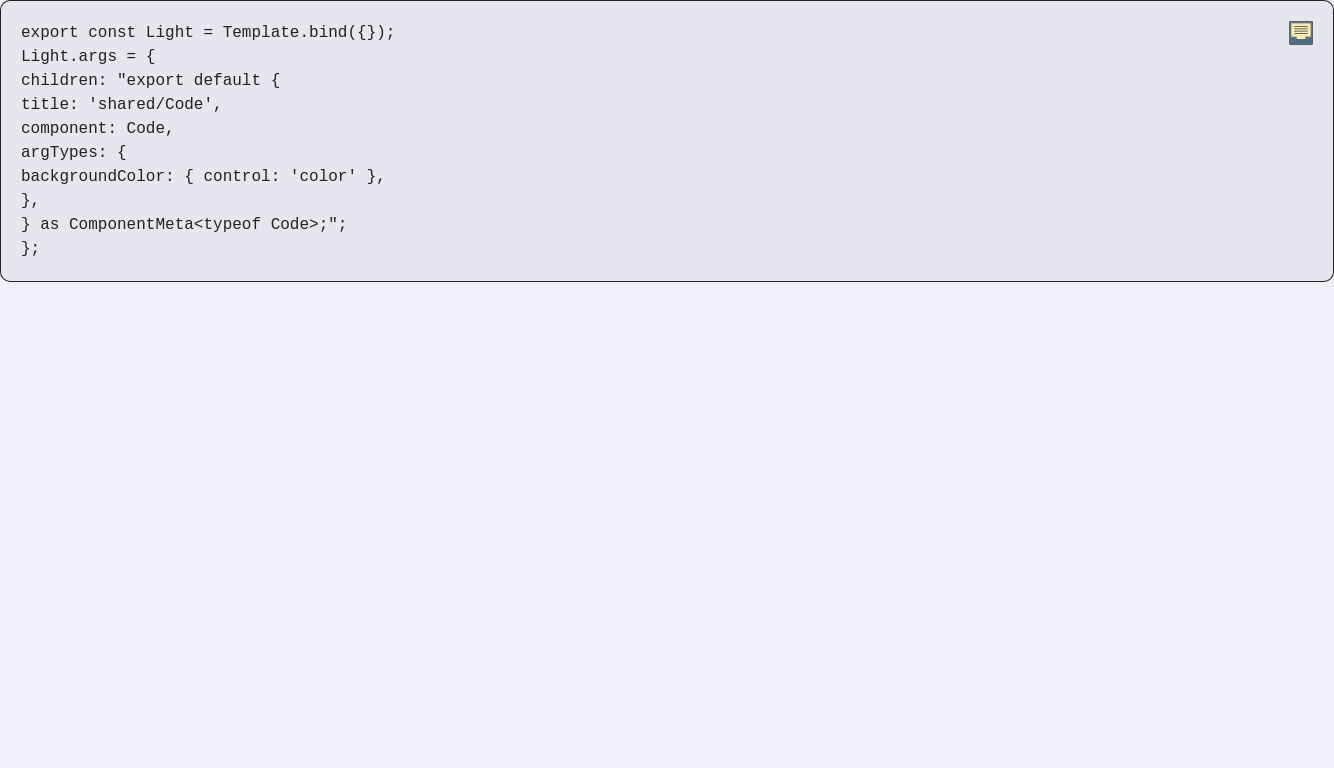 export const Light = Template.bind({});
Light.args = {
children: "export default {
title: 'shared/Code',
component: Code,
argTypes: {
backgroundColor: { control: 'color' },
},
} as ComponentMeta<typeof Code>;";
};